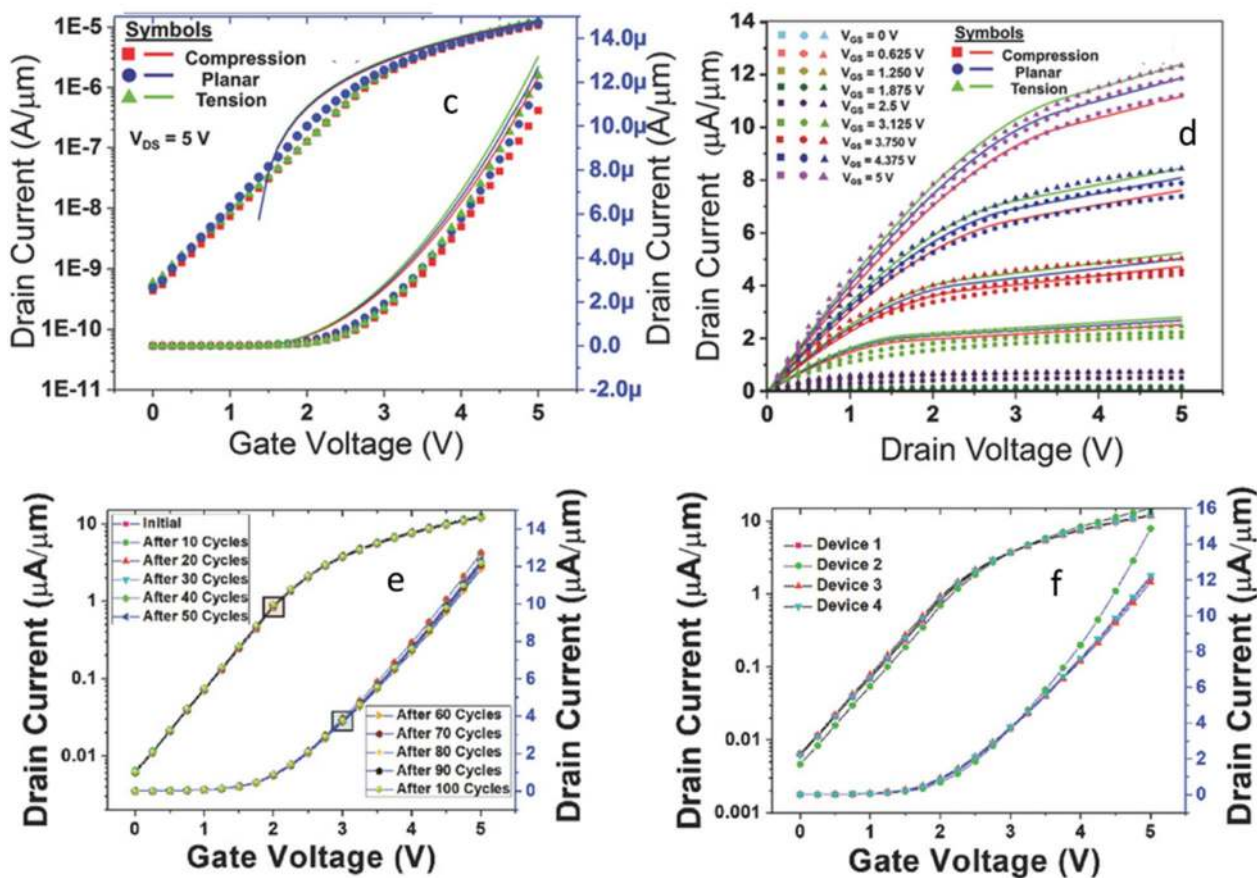 c
Symbols
Compression
Planar
Tension
V_DS = 5 V
1E-5
1E-6
1E-7
1E-8
1E-9
1E-10
1E-11
14.0µ
12.0µ
10.0µ
8.0µ
6.0µ
4.0µ
2.0µ
0.0
-2.0µ
0 1 2 3 4 5
Drain Current (A/µm)
Drain Current (A/µm)
Gate Voltage (V)
d
V_GS = 0 V
V_GS = 0.625 V
V_GS = 1.250 V
V_GS = 1.875 V
V_GS = 2.5 V
V_GS = 3.125 V
V_GS = 3.750 V
V_GS = 4.375 V
V_GS = 5 V
Symbols
Compression
Planar
Tension
14
12
10
8
6
4
2
0
0 1 2 3 4 5
Drain Current (µA/µm)
Drain Voltage (V)
e
Initial
After 10 Cycles
After 20 Cycles
After 30 Cycles
After 40 Cycles
After 50 Cycles
After 60 Cycles
After 70 Cycles
After 80 Cycles
After 90 Cycles
After 100 Cycles
10
1
0.1
0.01
14
12
10
8
6
4
2
0
0 1 2 3 4 5
Drain Current (µA/µm)
Drain Current (µA/µm)
Gate Voltage (V)
f
Device 1
Device 2
Device 3
Device 4
10
1
0.1
0.01
0.001
16
14
12
10
8
6
4
2
0
0 1 2 3 4 5
Drain Current (µA/µm)
Drain Current (µA/µm)
Gate Voltage (V)